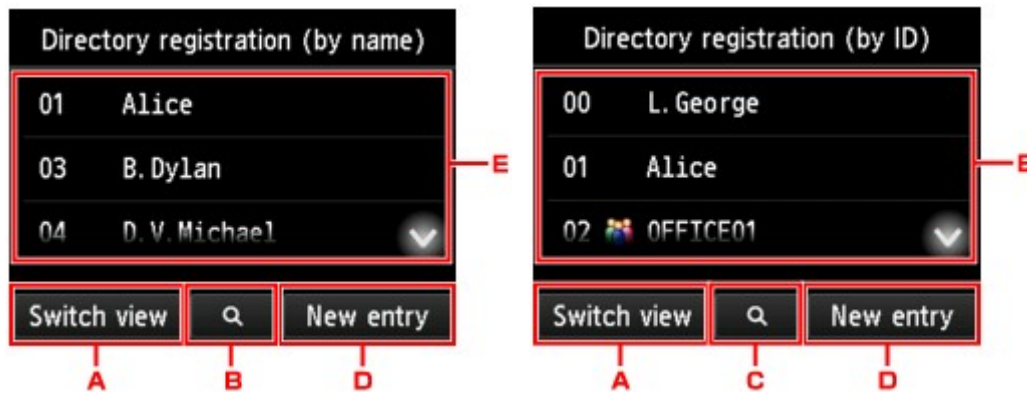 Directory registration (by name)
01 Alice
03 B.Dylan
04 D.V.Michael
E
Switch view New entry
A B D
Directory registration (by ID)
00 L.George
01 Alice
02 OFFICE01
E
Switch view New entry
A C D